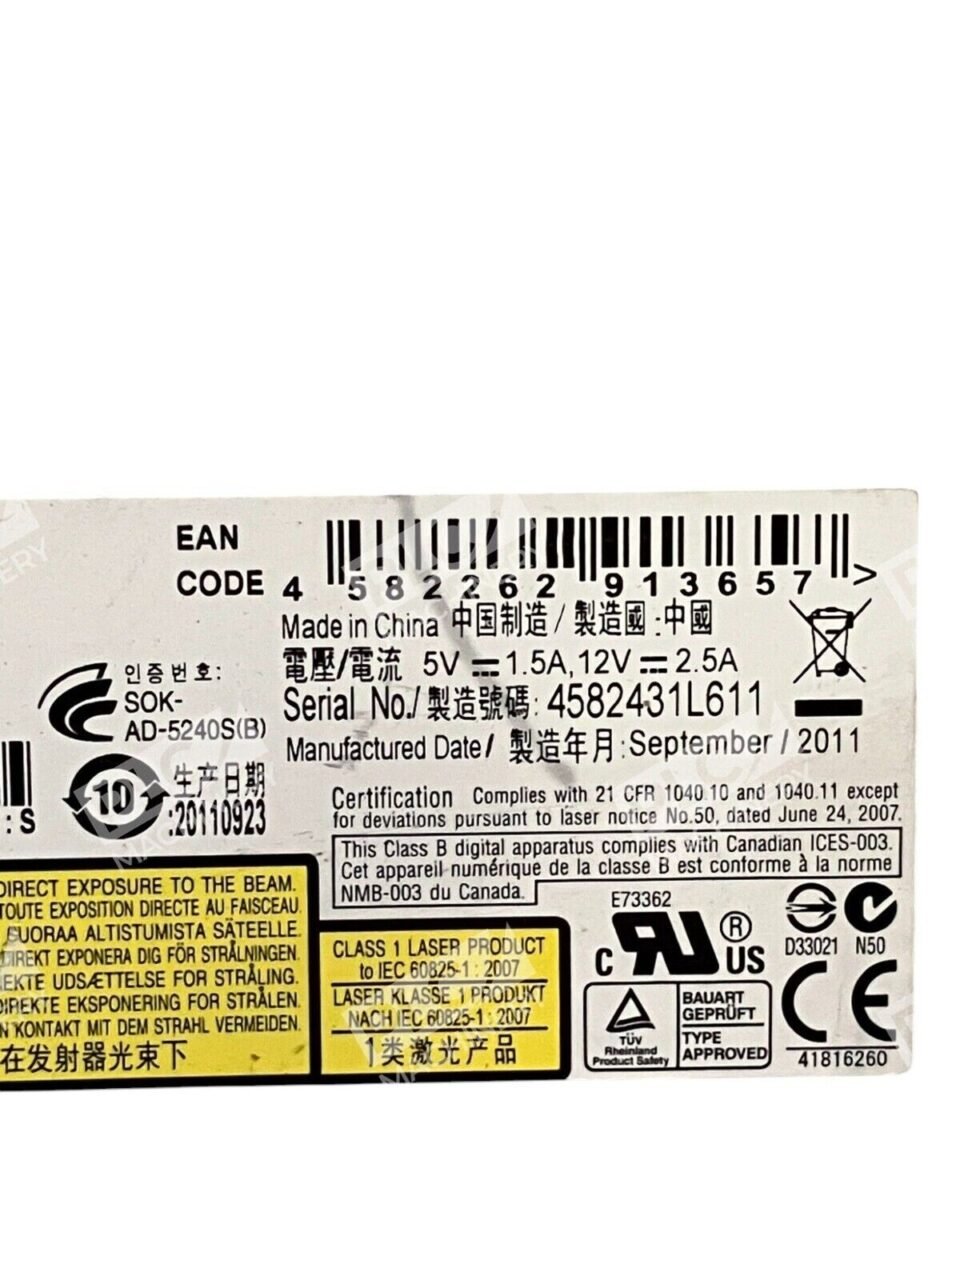 EAN
CODE 4 582262 913657 >
Made in China 中国制造 / 製造國 : 中國
電壓/電流 5V ⎓ 1.5A, 12V ⎓ 2.5A
Serial No./ 製造號碼: 4582431L611
Manufactured Date/ 製造年月: September / 2011
인증번호:
SOK-
AD-5240S(B)
10 生产日期
:20110923
: S
Certification Complies with 21 CFR 1040.10 and 1040.11 except
for deviations pursuant to laser notice No.50, dated June 24, 2007.
This Class B digital apparatus complies with Canadian ICES-003.
Cet appareil numérique de la classe B est conforme à la norme
NMB-003 du Canada.
DIRECT EXPOSURE TO THE BEAM.
TOUTE EXPOSITION DIRECTE AU FAISCEAU.
SUORAA ALTISTUMISTA SÄTEELLE.
DIREKT EXPONERA DIG FÖR STRÅLNINGEN.
EKTE UDSÆTTELSE FOR STRÅLING.
DIREKTE EKSPONERING FOR STRÅLEN.
N KONTAKT MIT DEM STRAHL VERMEIDEN.
在发射器光束下
CLASS 1 LASER PRODUCT
to IEC 60825-1 : 2007
LASER KLASSE 1 PRODUKT
NACH IEC 60825-1 : 2007
1类激光产品
E73362
c RU ® US
D33021 N50
TÜV
Rheinland
Product Safety
BAUART
GEPRÜFT
TYPE
APPROVED
CE
41816260